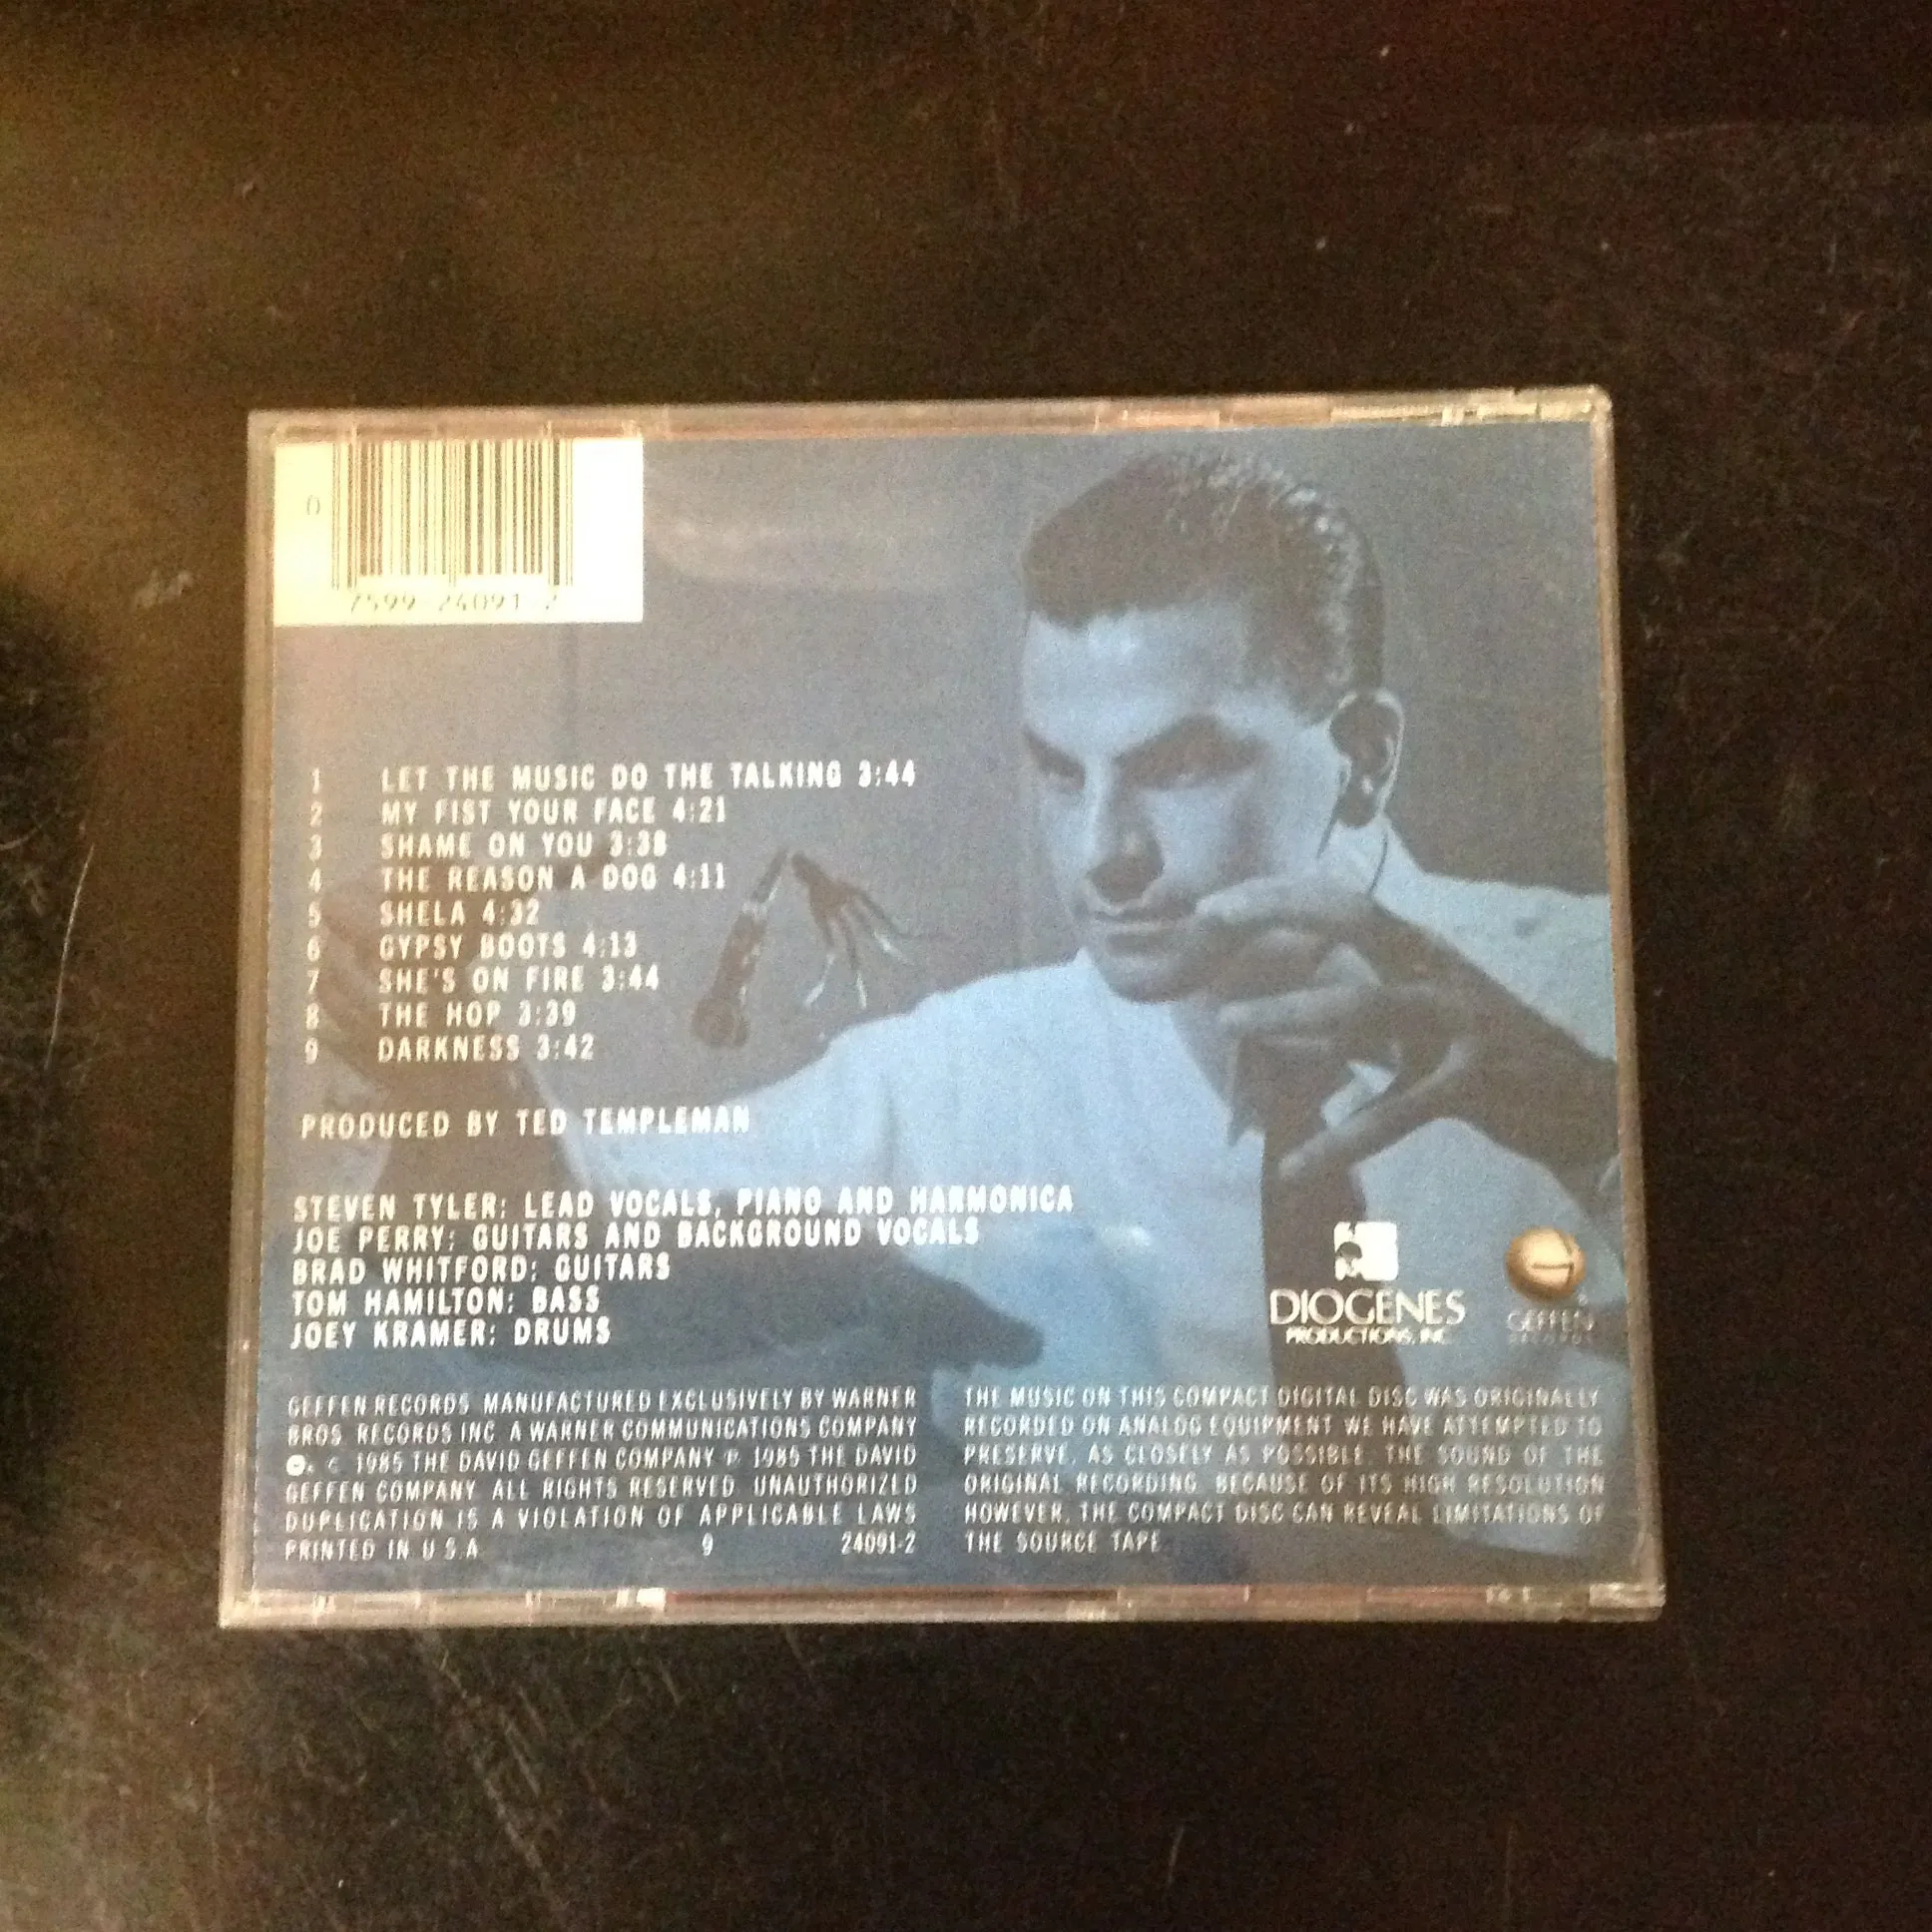 0
7599-24091-2
1 LET THE MUSIC DO THE TALKING 3:44
2 MY FIST YOUR FACE 4:21
3 SHAME ON YOU 3:38
4 THE REASON A DOG 4:11
5 SHELA 4:32
6 GYPSY BOOTS 4:13
7 SHE'S ON FIRE 3:44
8 THE HOP 3:39
9 DARKNESS 3:42
PRODUCED BY TED TEMPLEMAN
STEVEN TYLER: LEAD VOCALS, PIANO AND HARMONICA
JOE PERRY: GUITARS AND BACKGROUND VOCALS
BRAD WHITFORD: GUITARS
TOM HAMILTON: BASS
JOEY KRAMER: DRUMS
DIOGENES
PRODUCTIONS, INC
GEFFEN
RECORDS
GEFFEN RECORDS MANUFACTURED EXCLUSIVELY BY WARNER
BROS RECORDS INC A WARNER COMMUNICATIONS COMPANY
© 1985 THE DAVID GEFFEN COMPANY ℗ 1985 THE DAVID
GEFFEN COMPANY ALL RIGHTS RESERVED UNAUTHORIZED
DUPLICATION IS A VIOLATION OF APPLICABLE LAWS
PRINTED IN U.S.A. 9 24091-2
THE MUSIC ON THIS COMPACT DIGITAL DISC WAS ORIGINALLY
RECORDED ON ANALOG EQUIPMENT WE HAVE ATTEMPTED TO
PRESERVE, AS CLOSELY AS POSSIBLE, THE SOUND OF THE
ORIGINAL RECORDING. BECAUSE OF ITS HIGH RESOLUTION
HOWEVER, THE COMPACT DISC CAN REVEAL LIMITATIONS OF
THE SOURCE TAPE